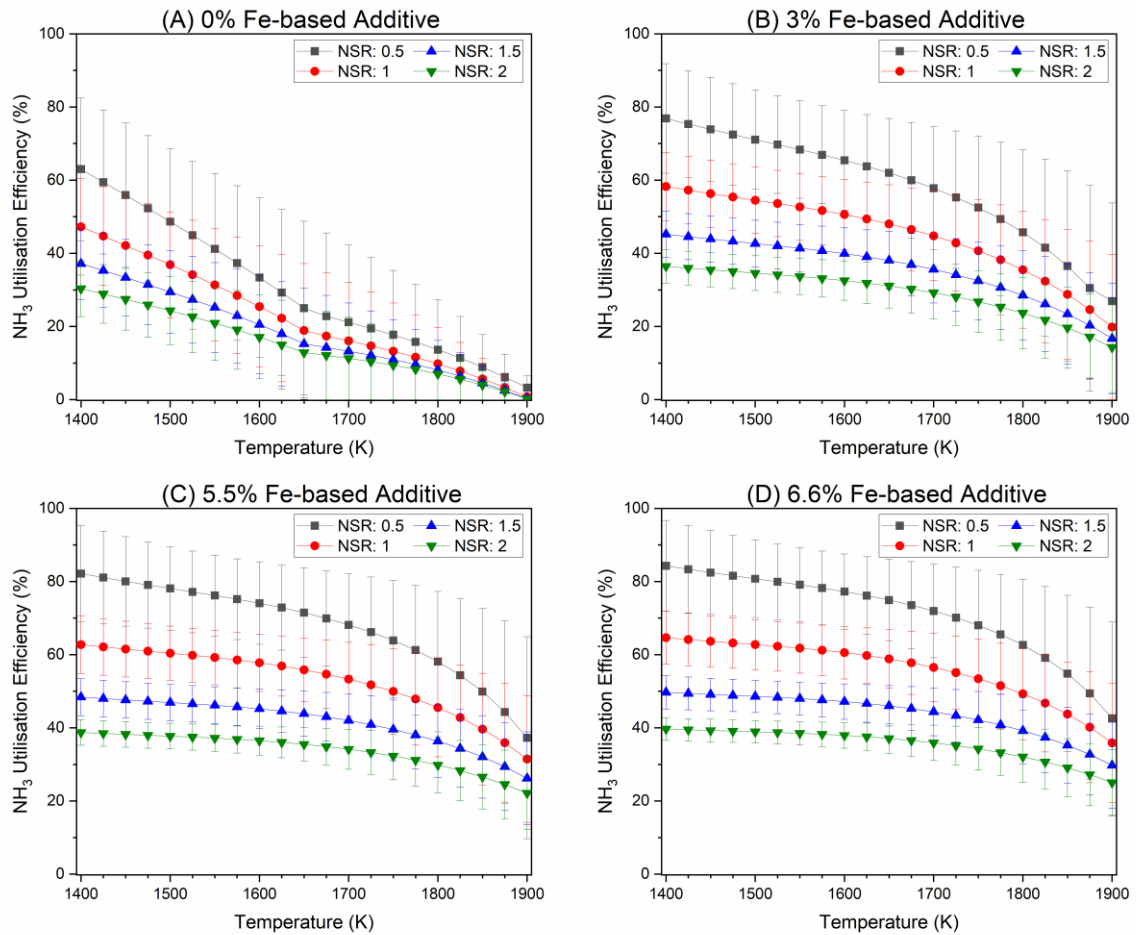 (A) 0% Fe-based Additive
NSR: 0.5 NSR: 1.5
NSR: 1 NSR: 2
100
80
60
40
20
0
NH₃ Utilisation Efficiency (%)
1400 1500 1600 1700 1800 1900
Temperature (K)
(B) 3% Fe-based Additive
NSR: 0.5 NSR: 1.5
NSR: 1 NSR: 2
100
80
60
40
20
0
NH₃ Utilisation Efficiency (%)
1400 1500 1600 1700 1800 1900
Temperature (K)
(C) 5.5% Fe-based Additive
NSR: 0.5 NSR: 1.5
NSR: 1 NSR: 2
100
80
60
40
20
0
NH₃ Utilisation Efficiency (%)
1400 1500 1600 1700 1800 1900
Temperature (K)
(D) 6.6% Fe-based Additive
NSR: 0.5 NSR: 1.5
NSR: 1 NSR: 2
100
80
60
40
20
0
NH₃ Utilisation Efficiency (%)
1400 1500 1600 1700 1800 1900
Temperature (K)